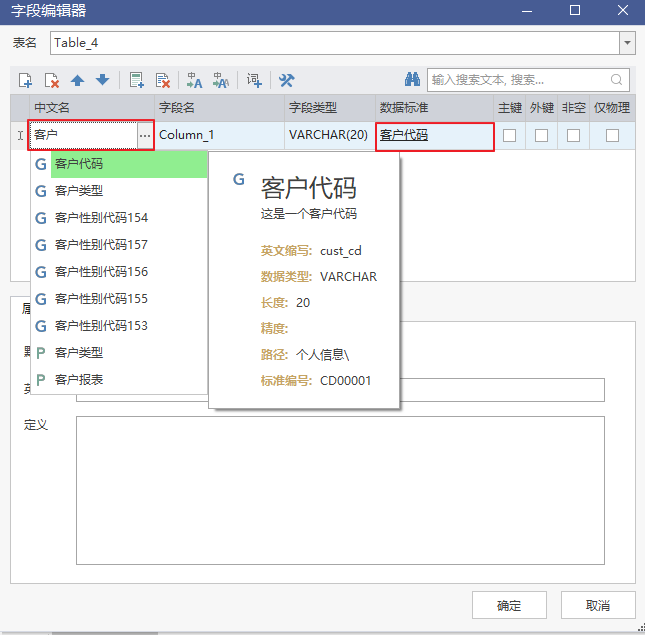 字段编辑器
表名 Table_4
输入搜索文本, 搜索...
中文名 字段名 字段类型 数据标准 主键 外键 非空 仅物理
客户 ... Column_1 VARCHAR(20) 客户代码
G 客户代码
G 客户类型
G 客户性别代码154
G 客户性别代码157
G 客户性别代码156
G 客户性别代码155
G 客户性别代码153
P 客户类型
P 客户报表
G 客户代码
这是一个客户代码
英文缩写: cust_cd
数据类型: VARCHAR
长度: 20
精度:
路径: 个人信息\
标准编号: CD00001
定义
确定 取消